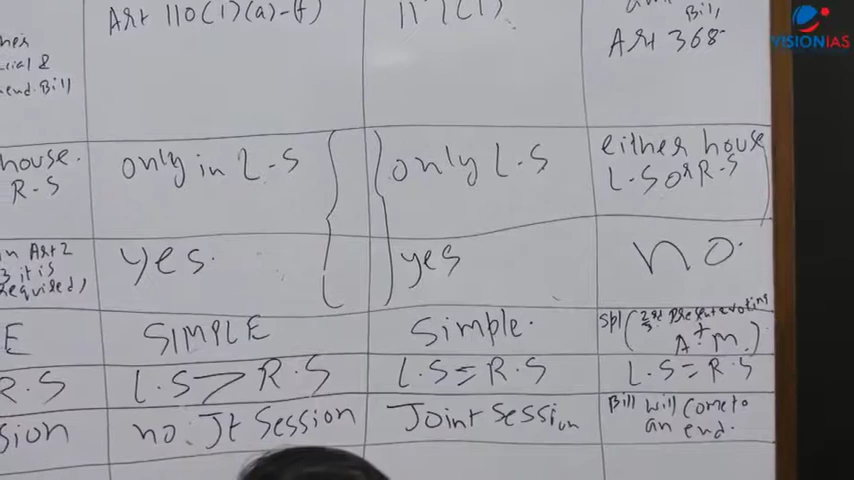 Art 110(1)(a)-(f)
Bill
Art 368
end. Bill
house.
R-S
only in L-S
only L.S
either house
L.S or R.S
in Art 2
3 it is
required)
yes.
yes
no.
E
SIMPLE
Simple.
spl (2/3rd present voting
+
A M.)
R.S
L.S > R.S
L.S = R.S
L.S = R.S
sion
no. Jt Session
Joint Session
Bill will come to
an end.
VISIONIAS